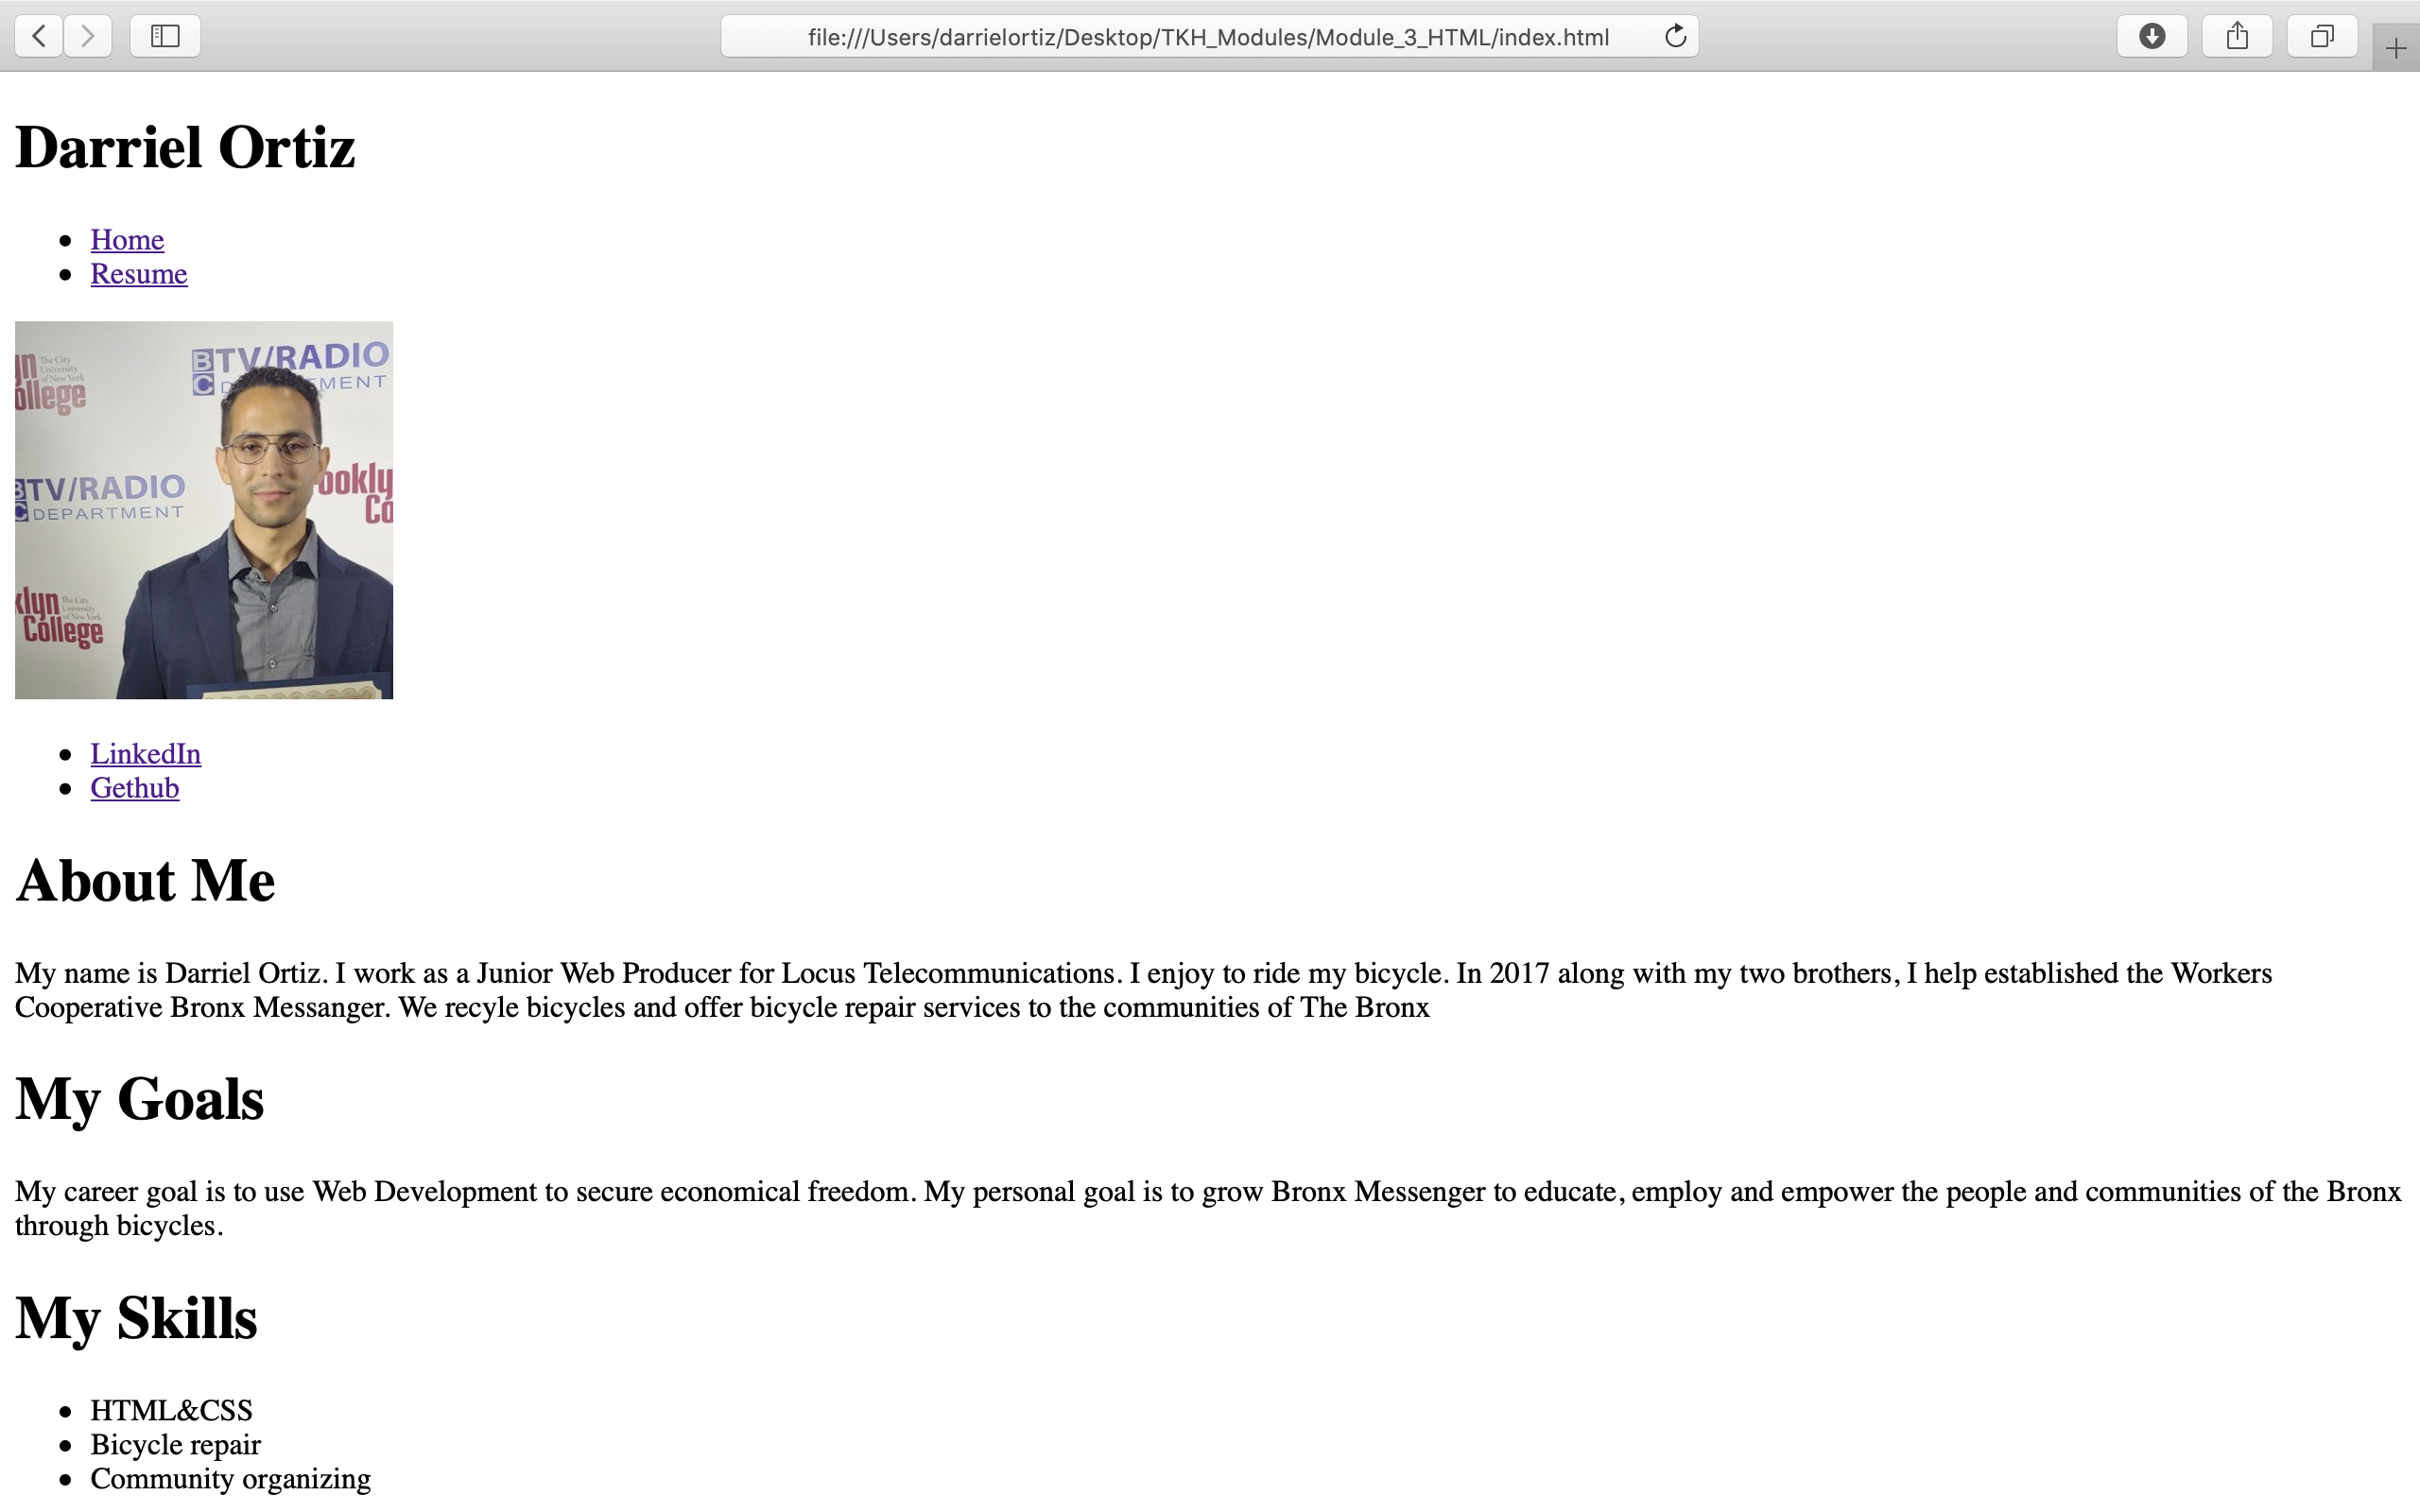 file:///Users/darrielortiz/Desktop/TKH_Modules/Module_3_HTML/index.html
Darriel Ortiz
Home
Resume
BTV/RADIO
The City
University
of New York
ollege
BTV/RADIO
C DEPARTMENT
ookly
Co
klyn
The City
University
of New York
College
LinkedIn
Gethub
About Me
My name is Darriel Ortiz. I work as a Junior Web Producer for Locus Telecommunications. I enjoy to ride my bicycle. In 2017 along with my two brothers, I help established the Workers
Cooperative Bronx Messanger. We recyle bicycles and offer bicycle repair services to the communities of The Bronx
My Goals
My career goal is to use Web Development to secure economical freedom. My personal goal is to grow Bronx Messenger to educate, employ and empower the people and communities of the Bronx
through bicycles.
My Skills
HTML&CSS
Bicycle repair
Community organizing